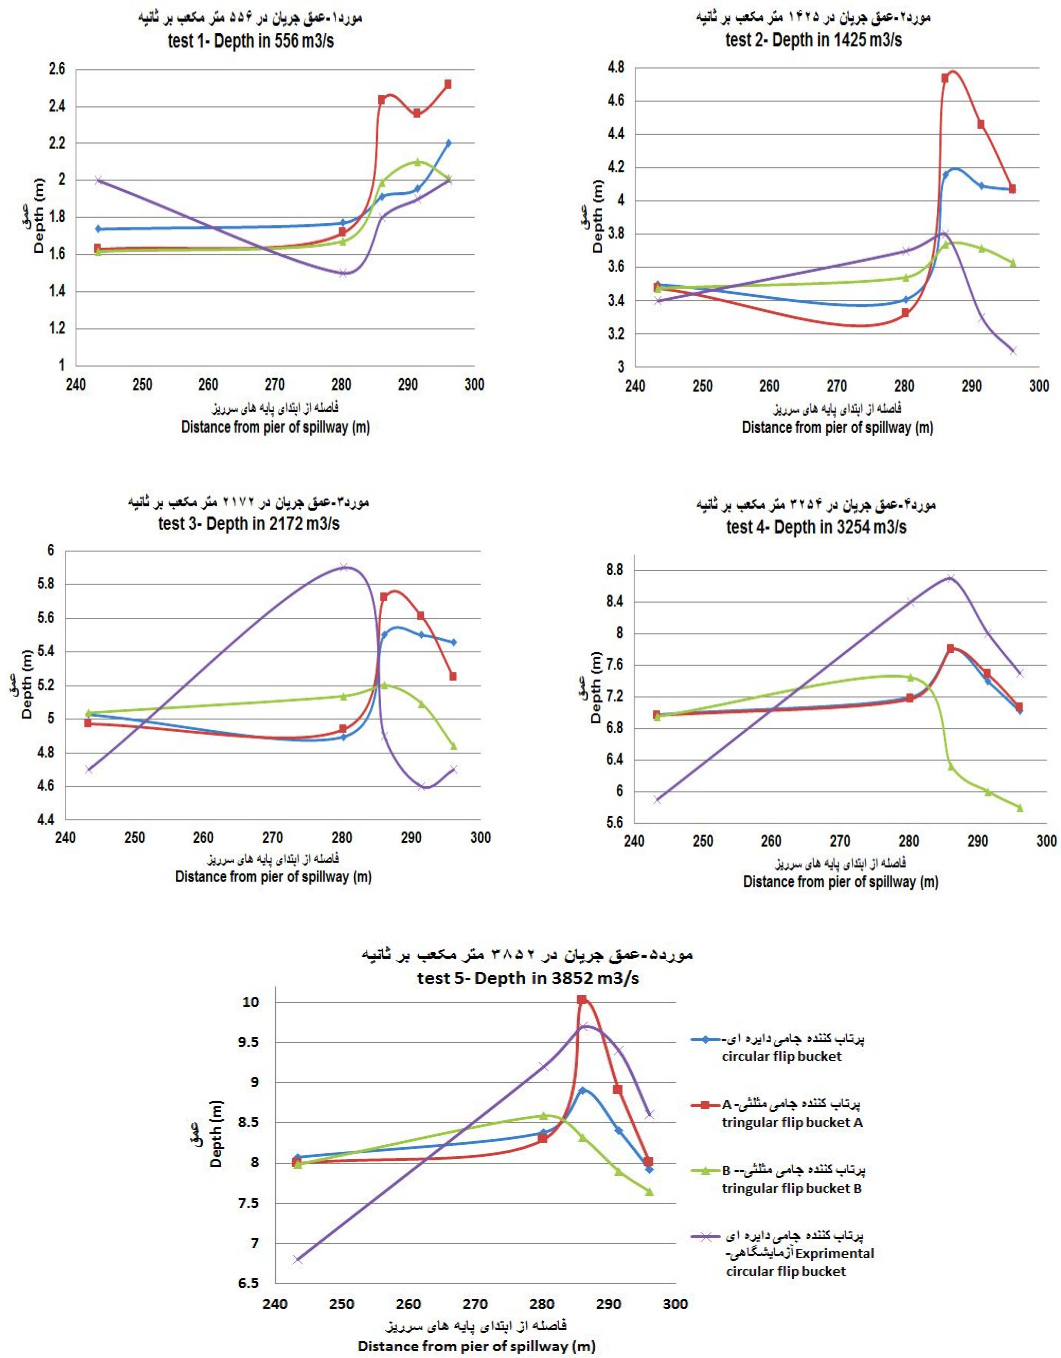 مورد۱-عمق جریان در ۵۵۶ متر مکعب بر ثانیه
test 1- Depth in 556 m3/s
2.6
2.4
2.2
2
1.8
1.6
1.4
1.2
1
عمق
Depth (m)
240 250 260 270 280 290 300
فاصله از ابتدای پایه های سرریز
Distance from pier of spillway (m)
مورد۲-عمق جریان در ۱۴۲۵ متر مکعب بر ثانیه
test 2- Depth in 1425 m3/s
4.8
4.6
4.4
4.2
4
3.8
3.6
3.4
3.2
3
عمق
Depth (m)
240 250 260 270 280 290 300
فاصله از ابتدای پایه های سرریز
Distance from pier of spillway (m)
مورد۳-عمق جریان در ۲۱۷۲ متر مکعب بر ثانیه
test 3- Depth in 2172 m3/s
6
5.8
5.6
5.4
5.2
5
4.8
4.6
4.4
عمق
Depth (m)
240 250 260 270 280 290 300
فاصله از ابتدای پایه های سرریز
Distance from pier of spillway (m)
مورد۴-عمق جریان در ۳۲۵۴ متر مکعب بر ثانیه
test 4- Depth in 3254 m3/s
8.8
8.4
8
7.6
7.2
6.8
6.4
6
5.6
عمق
Depth (m)
240 250 260 270 280 290 300
فاصله از ابتدای پایه های سرریز
Distance from pier of spillway (m)
مورد۵-عمق جریان در ۳۸۵۲ متر مکعب بر ثانیه
test 5- Depth in 3852 m3/s
10
9.5
9
8.5
8
7.5
7
6.5
عمق
Depth (m)
240 250 260 270 280 290 300
فاصله از ابتدای پایه های سرریز
Distance from pier of spillway (m)
پرتاب کننده جامی دایره ای-
circular flip bucket
پرتاب کننده جامی مثلثی- A
tringular flip bucket A
پرتاب کننده جامی مثلثی-- B
tringular flip bucket B
پرتاب کننده جامی دایره ای
آزمایشگاهی-Exprimental
circular flip bucket